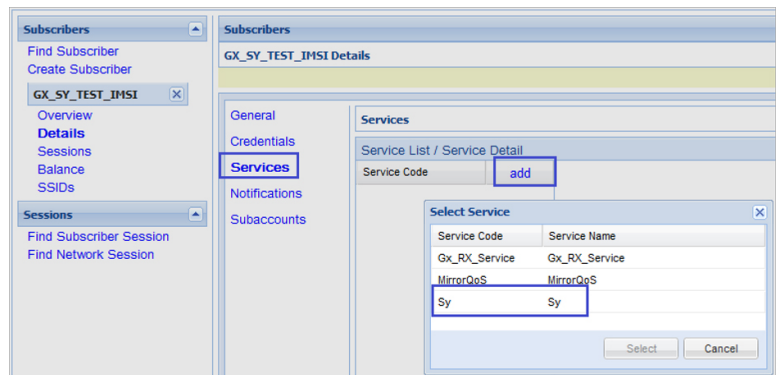 Subscribers
Find Subscriber
Create Subscriber
GX_SY_TEST_IMSI
Overview
Details
Sessions
Balance
SSIDs
Sessions
Find Subscriber Session
Find Network Session
Subscribers
GX_SY_TEST_IMSI Details
General
Credentials
Services
Notifications
Subaccounts
Services
Service List / Service Detail
Service Code add
Select Service
Service Code Service Name
Gx_RX_Service Gx_RX_Service
MirrorQoS MirrorQoS
Sy Sy
Select Cancel